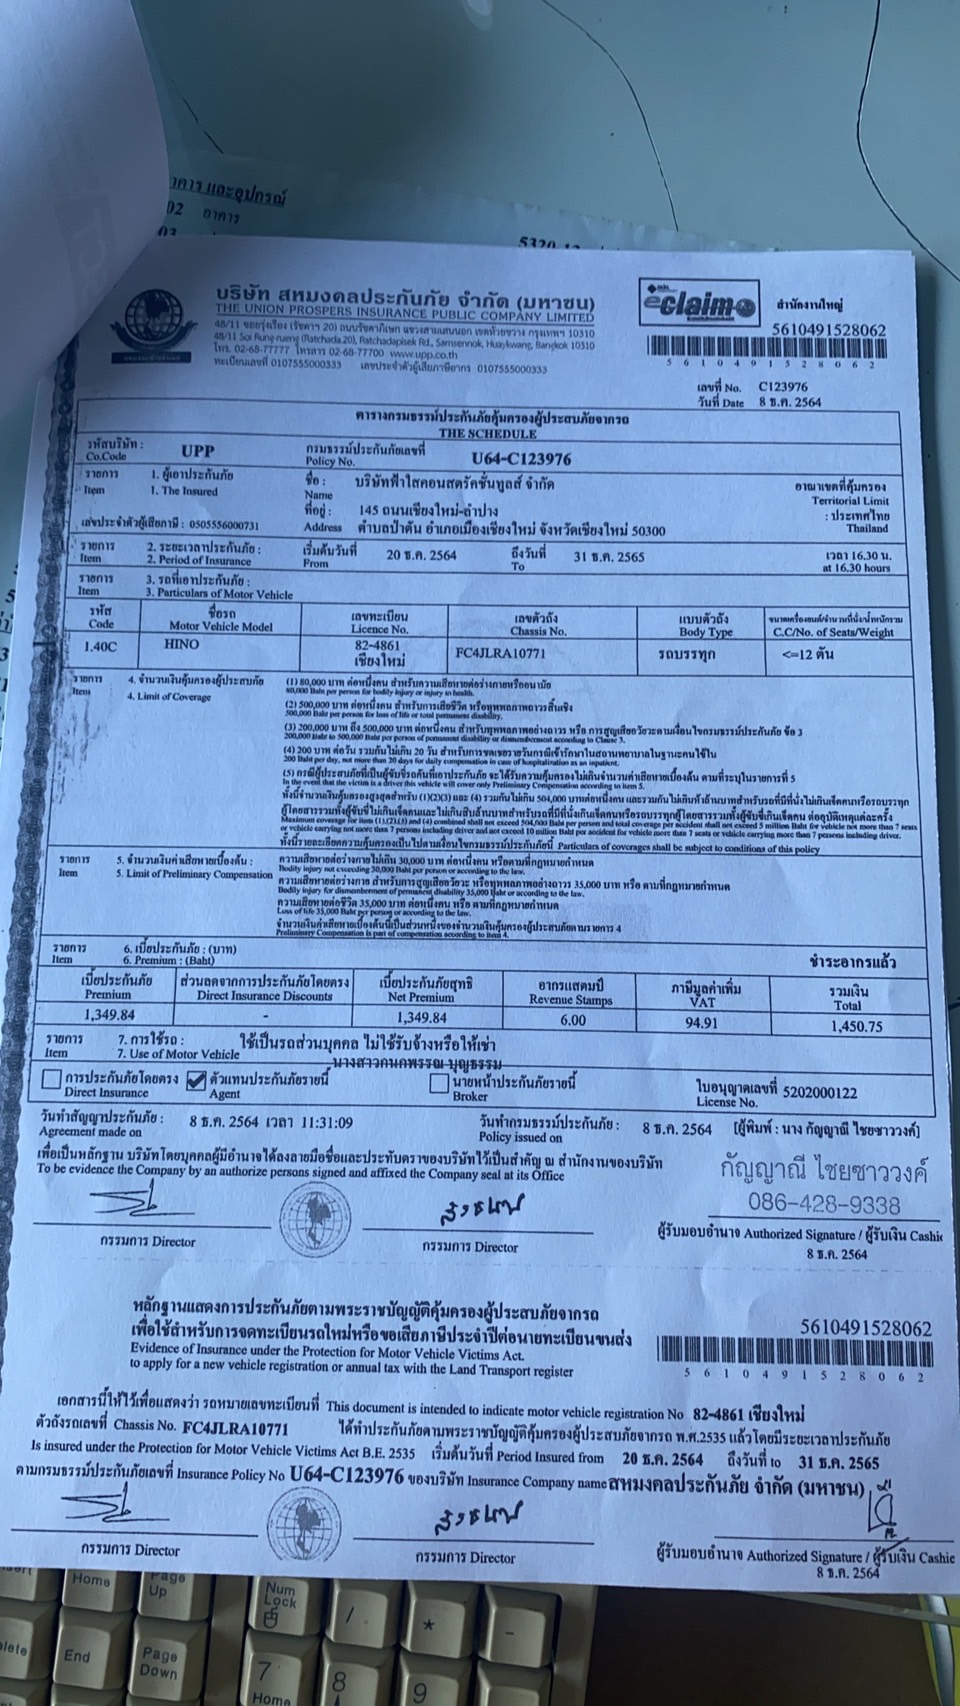 าคาร และอุปกรณ์
02 อาคาร
03
5320
บริษัท สหมงคลประกันภัย จำกัด (มหาชน)
THE UNION PROSPERS INSURANCE PUBLIC COMPANY LIMITED
48/11 ซอยรุ่งเรือง (รัชดาฯ 20) ถนนรัชดาภิเษก แขวงสามเสนนอก เขตห้วยขวาง กรุงเทพฯ 10310
48/11 Soi Rung-rueng (Ratchada 20), Ratchadapisek Rd., Samsennok, Huaykwang, Bangkok 10310
โทร. 02-68-77777 โทรสาร 02-68-77700 www.upp.co.th
ทะเบียนเลขที่ 0107555000333 เลขประจำตัวผู้เสียภาษีอากร 0107555000333
eclaim
สำนักงานใหญ่
5610491528062
5 6 1 0 4 9 1 5 2 8 0 6 2
เลขที่ No. C123976
วันที่ Date 8 ธ.ค. 2564
ตารางกรมธรรม์ประกันภัยคุ้มครองผู้ประสบภัยจากรถ
THE SCHEDULE
รหัสบริษัท : UPP กรมธรรม์ประกันภัยเลขที่ U64-C123976
Co.Code Policy No.
รายการ 1. ผู้เอาประกันภัย ชื่อ : บริษัทฟ้าใสคอนสตรัคชั่นทูลส์ จำกัด อาณาเขตที่คุ้มครอง
Item 1. The Insured Name Territorial Limit
ที่อยู่ : 145 ถนนเชียงใหม่-ลำปาง : ประเทศไทย
เลขประจำตัวผู้เสียภาษี : 0505556000731 Address ตำบลป่าตัน อำเภอเมืองเชียงใหม่ จังหวัดเชียงใหม่ 50300 Thailand
รายการ 2. ระยะเวลาประกันภัย : เริ่มต้นวันที่ 20 ธ.ค. 2564 ถึงวันที่ 31 ธ.ค. 2565 เวลา 16.30 น.
Item 2. Period of Insurance From To at 16.30 hours
รายการ 3. รถที่เอาประกันภัย :
Item 3. Particulars of Motor Vehicle
รหัส ชื่อรถ เลขทะเบียน เลขตัวถัง แบบตัวถัง ขนาดเครื่องยนต์/จำนวนที่นั่ง/น้ำหนักรวม
Code Motor Vehicle Model Licence No. Chassis No. Body Type C.C/No. of Seats/Weight
1.40C HINO 82-4861 เชียงใหม่ FC4JLRA10771 รถบรรทุก <=12 ตัน
รายการ 4. จำนวนเงินคุ้มครองผู้ประสบภัย (1) 80,000 บาท ต่อหนึ่งคน สำหรับความเสียหายต่อร่างกายหรืออนามัย
Item 4. Limit of Coverage 80,000 Baht per person for bodily injury or injury to health.
(2) 500,000 บาท ต่อหนึ่งคน สำหรับการเสียชีวิต หรือทุพพลภาพถาวรสิ้นเชิง
500,000 Baht per person for loss of life or total permanent disability.
(3) 200,000 บาท ถึง 500,000 บาท ต่อหนึ่งคน สำหรับทุพพลภาพอย่างถาวร หรือ การสูญเสียอวัยวะตามเงื่อนไขกรมธรรม์ประกันภัย ข้อ 3
200,000 Baht to 500,000 Baht per person of permanent disability or dismemberment according to Clause 3.
(4) 200 บาท ต่อวัน รวมกันไม่เกิน 20 วัน สำหรับการชดเชยรายวันกรณีเข้ารักษาในสถานพยาบาลในฐานะคนไข้ใน
200 Baht per day, not more than 20 days for daily compensation in case of hospitalization as an inpatient.
(5) กรณีผู้ประสบภัยที่เป็นผู้ขับขี่รถคันที่เอาประกันภัย จะได้รับความคุ้มครองไม่เกินจำนวนค่าเสียหายเบื้องต้น ตามที่ระบุในรายการที่ 5
In the event that the victim is a driver this vehicle will cover only Preliminary Compensation according to item 5.
ทั้งนี้จำนวนเงินคุ้มครองสูงสุดสำหรับ (1)(2)(3) และ (4) รวมกันไม่เกิน 504,000 บาทต่อหนึ่งคน และรวมกันไม่เกินห้าล้านบาทสำหรับรถที่มีที่นั่งไม่เกินเจ็ดคนหรือรถบรรทุก
ผู้โดยสารรวมทั้งผู้ขับขี่ไม่เกินเจ็ดคน และไม่เกินสิบล้านบาทสำหรับรถที่มีที่นั่งเกินเจ็ดคนหรือรถบรรทุกผู้โดยสารรวมทั้งผู้ขับขี่เกินเจ็ดคน ต่ออุบัติเหตุแต่ละครั้ง
Maximum coverage for item (1),(2),(3) and (4) combined shall not exceed 504,000 Baht per person and total coverage per accident shall not exceed 5 million Baht for vehicle not more than 7 seats
or vehicle carrying not more than 7 persons including driver and not exceed 10 million Baht per accident for vehicle more than 7 seats or vehicle carrying more than 7 persons including driver.
ทั้งนี้รายละเอียดความคุ้มครองเป็นไปตามเงื่อนไขกรมธรรม์ประกันภัยนี้ Particulars of coverages shall be subject to conditions of this policy
รายการ 5. จำนวนเงินค่าเสียหายเบื้องต้น : ความเสียหายต่อร่างกายไม่เกิน 30,000 บาท ต่อหนึ่งคน หรือตามที่กฎหมายกำหนด
Item 5. Limit of Preliminary Compensation Bodily injury not exceeding 30,000 Baht per person or according to the law.
ความเสียหายต่อร่างกาย สำหรับการสูญเสียอวัยวะ หรือทุพพลภาพอย่างถาวร 35,000 บาท หรือ ตามที่กฎหมายกำหนด
Bodily injury for dismemberment of permanent disability 35,000 Baht or according to the law.
ความเสียหายต่อชีวิต 35,000 บาท ต่อหนึ่งคน หรือ ตามที่กฎหมายกำหนด
Loss of life 35,000 Baht per person or according to the law.
จำนวนเงินค่าเสียหายเบื้องต้นนี้เป็นส่วนหนึ่งของจำนวนเงินคุ้มครองผู้ประสบภัยตามรายการ 4
Preliminary Compensation is part of compensation according to item 4.
รายการ 6. เบี้ยประกันภัย : (บาท) ชำระอากรแล้ว
Item 6. Premium : (Baht)
เบี้ยประกันภัย ส่วนลดจากการประกันภัยโดยตรง เบี้ยประกันภัยสุทธิ อากรแสตมป์ ภาษีมูลค่าเพิ่ม รวมเงิน
Premium Direct Insurance Discounts Net Premium Revenue Stamps VAT Total
1,349.84 - 1,349.84 6.00 94.91 1,450.75
รายการ 7. การใช้รถ : ใช้เป็นรถส่วนบุคคล ไม่ใช้รับจ้างหรือให้เช่า
Item 7. Use of Motor Vehicle นางสาวกนกพรรณ บุญธรรม
การประกันภัยโดยตรง ตัวแทนประกันภัยรายนี้ นายหน้าประกันภัยรายนี้ ใบอนุญาตเลขที่ 5202000122
Direct Insurance Agent Broker License No.
วันทำสัญญาประกันภัย : 8 ธ.ค. 2564 เวลา 11:31:09 วันทำกรมธรรม์ประกันภัย : 8 ธ.ค. 2564 [ผู้พิมพ์ : นาง กัญญาณี ไชยซาววงค์]
Agreement made on Policy issued on
เพื่อเป็นหลักฐาน บริษัทโดยบุคคลผู้มีอำนาจได้ลงลายมือชื่อและประทับตราของบริษัทไว้เป็นสำคัญ ณ สำนักงานของบริษัท
To be evidence the Company by an authorize persons signed and affixed the Company seal at its Office
กัญญาณี ไชยซาววงค์
086-428-9338
กรรมการ Director กรรมการ Director ผู้รับมอบอำนาจ Authorized Signature / ผู้รับเงิน Cashie
8 ธ.ค. 2564
หลักฐานแสดงการประกันภัยตามพระราชบัญญัติคุ้มครองผู้ประสบภัยจากรถ
เพื่อใช้สำหรับการจดทะเบียนรถใหม่หรือขอเสียภาษีประจำปีต่อนายทะเบียนขนส่ง
Evidence of Insurance under the Protection for Motor Vehicle Victims Act.
to apply for a new vehicle registration or annual tax with the Land Transport register
5610491528062
5 6 1 0 4 9 1 5 2 8 0 6 2
เอกสารนี้ให้ไว้เพื่อแสดงว่า รถหมายเลขทะเบียนที่ This document is intended to indicate motor vehicle registration No 82-4861 เชียงใหม่
ตัวถังรถเลขที่ Chassis No. FC4JLRA10771 ได้ทำประกันภัยตามพระราชบัญญัติคุ้มครองผู้ประสบภัยจากรถ พ.ศ.2535 แล้วโดยมีระยะเวลาประกันภัย
Is insured under the Protection for Motor Vehicle Victims Act B.E. 2535 เริ่มต้นวันที่ Period Insured from 20 ธ.ค. 2564 ถึงวันที่ to 31 ธ.ค. 2565
ตามกรมธรรม์ประกันภัยเลขที่ Insurance Policy No U64-C123976 ของบริษัท Insurance Company name สหมงคลประกันภัย จำกัด (มหาชน)
กรรมการ Director กรรมการ Director ผู้รับมอบอำนาจ Authorized Signature / ผู้รับเงิน Cashie
8 ธ.ค. 2564
Home Page Up Num Lock / * -
End Page Down 7 Home 8 9